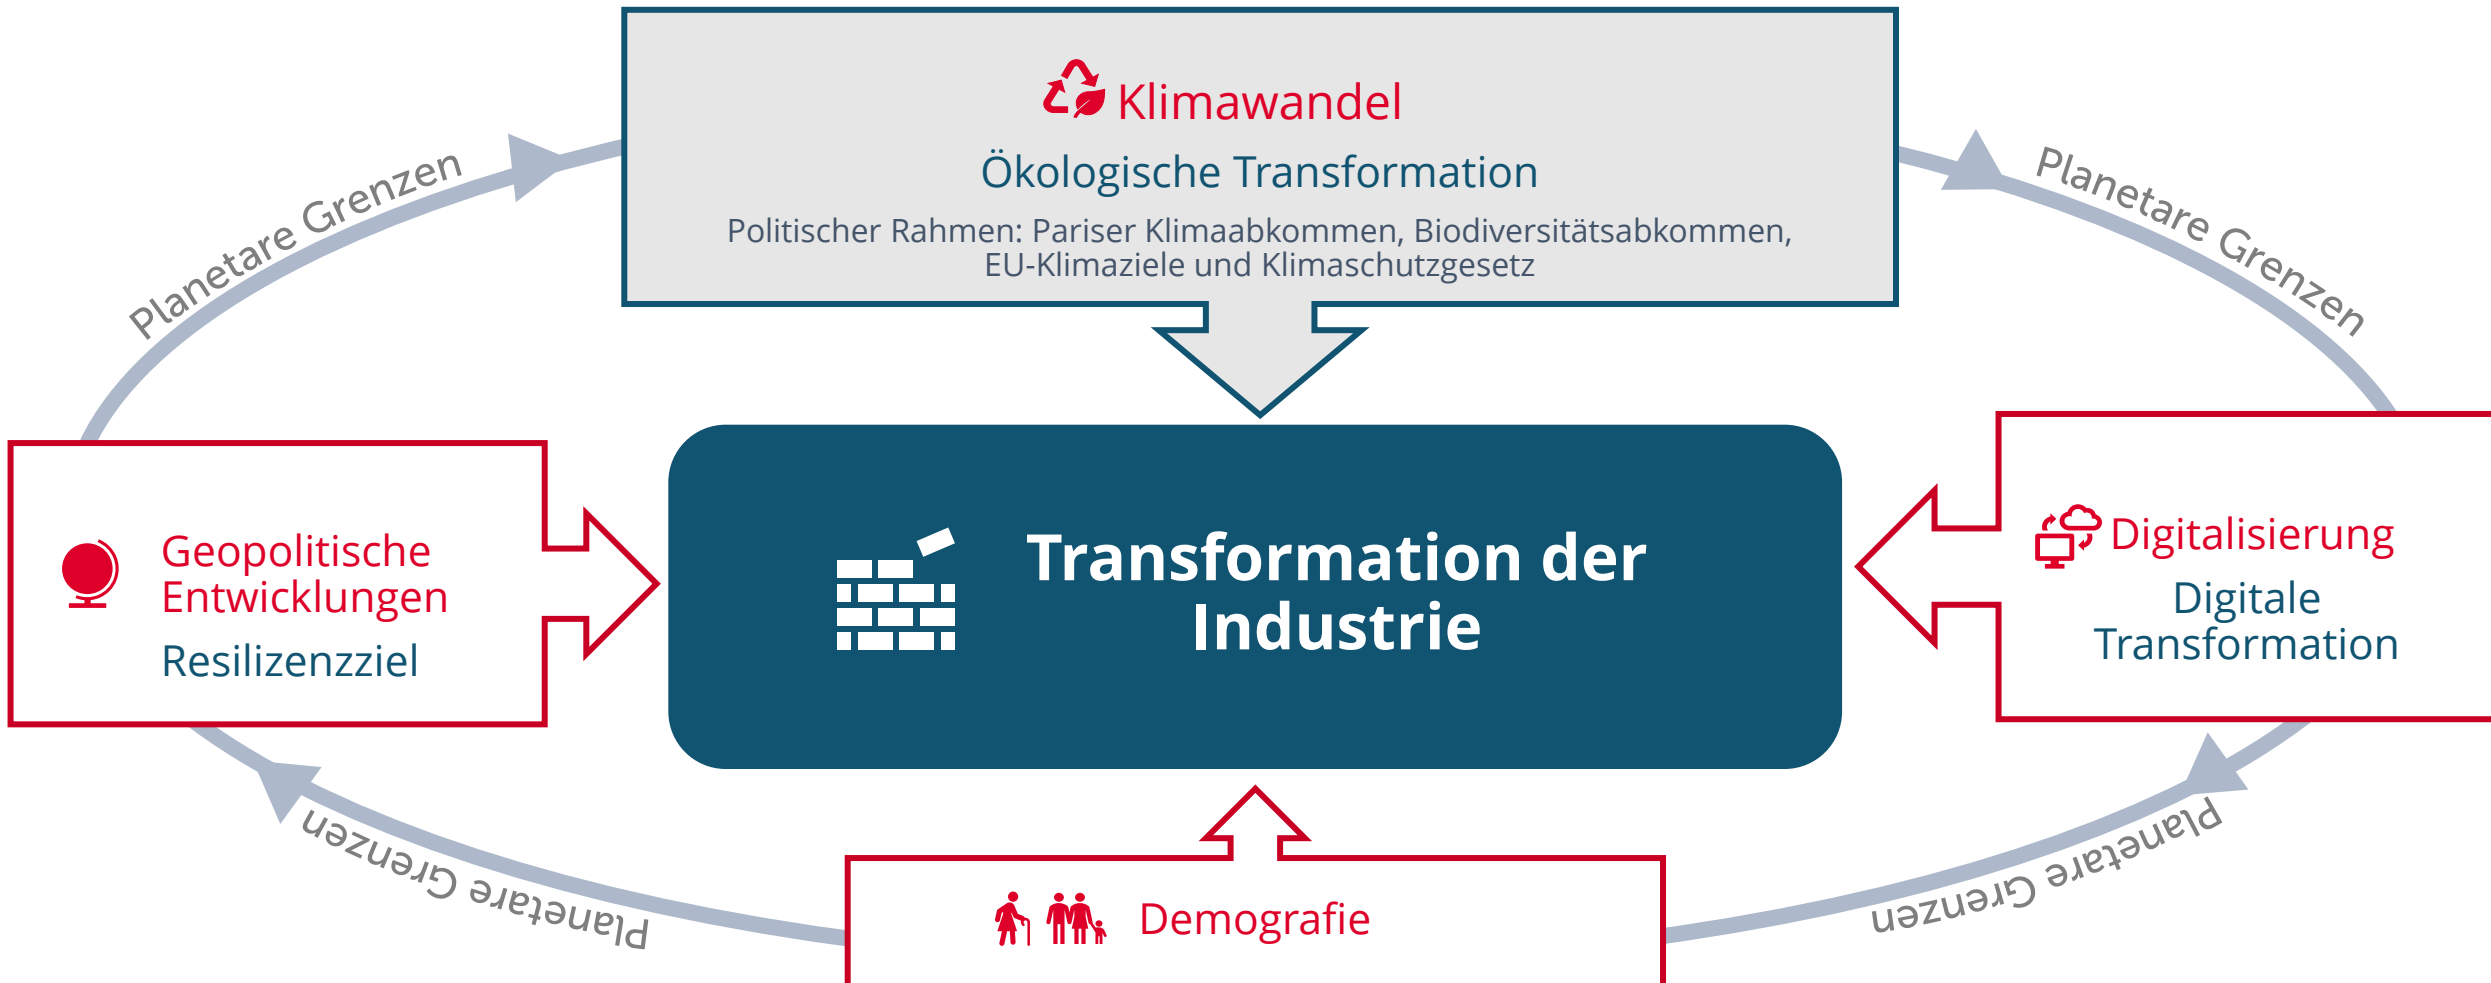 Klimawandel
Ökologische Transformation
Politischer Rahmen: Pariser Klimaabkommen, Biodiversitätsabkommen,
EU-Klimaziele und Klimaschutzgesetz
Planetare Grenzen
Planetare Grenzen
Geopolitische
Entwicklungen
Resilizenzziel
Transformation der
Industrie
Digitalisierung
Digitale
Transformation
Planetare Grenzen
Planetare Grenzen
Demografie